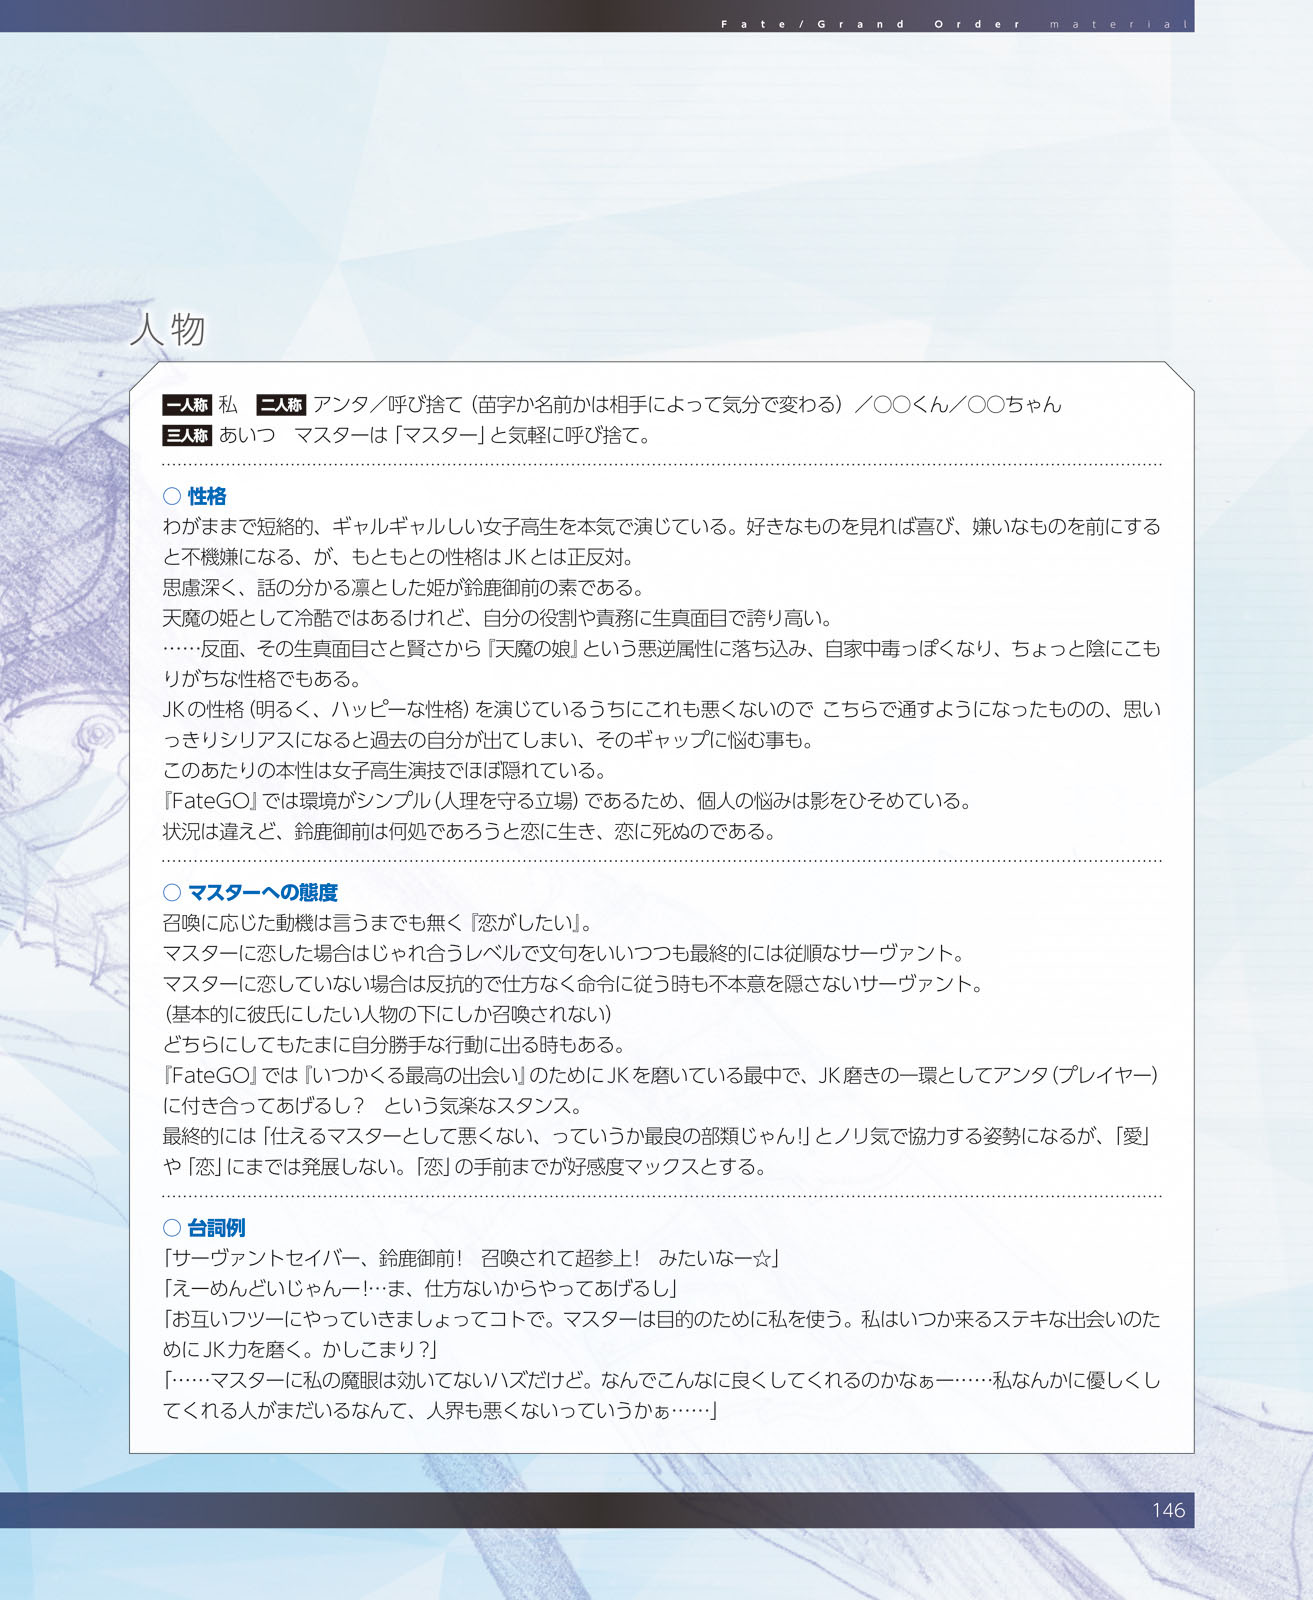 Fate/Grand Order material
人物
一人称 私 二人称 アンタ／呼び捨て（苗字か名前かは相手によって気分で変わる）／○○くん／○○ちゃん
三人称 あいつ　マスターは「マスター」と気軽に呼び捨て。
○ 性格
わがままで短絡的、ギャルギャルしい女子高生を本気で演じている。好きなものを見れば喜び、嫌いなものを前にする
と不機嫌になる、が、もともとの性格はJKとは正反対。
思慮深く、話の分かる凛とした姫が鈴鹿御前の素である。
天魔の姫として冷酷ではあるけれど、自分の役割や責務に生真面目で誇り高い。
……反面、その生真面目さと賢さから『天魔の娘』という悪逆属性に落ち込み、自家中毒っぽくなり、ちょっと陰にこも
りがちな性格でもある。
JKの性格（明るく、ハッピーな性格）を演じているうちにこれも悪くないので こちらで通すようになったものの、思い
っきりシリアスになると過去の自分が出てしまい、そのギャップに悩む事も。
このあたりの本性は女子高生演技でほぼ隠れている。
『FateGO』では環境がシンプル（人理を守る立場）であるため、個人の悩みは影をひそめている。
状況は違えど、鈴鹿御前は何処であろうと恋に生き、恋に死ぬのである。
○ マスターへの態度
召喚に応じた動機は言うまでも無く『恋がしたい』。
マスターに恋した場合はじゃれ合うレベルで文句をいいつつも最終的には従順なサーヴァント。
マスターに恋していない場合は反抗的で仕方なく命令に従う時も不本意を隠さないサーヴァント。
（基本的に彼氏にしたい人物の下にしか召喚されない）
どちらにしてもたまに自分勝手な行動に出る時もある。
『FateGO』では『いつかくる最高の出会い』のためにJKを磨いている最中で、JK磨きの一環としてアンタ（プレイヤー）
に付き合ってあげるし？　という気楽なスタンス。
最終的には「仕えるマスターとして悪くない、っていうか最良の部類じゃん！」とノリ気で協力する姿勢になるが、「愛」
や「恋」にまでは発展しない。「恋」の手前までが好感度マックスとする。
○ 台詞例
「サーヴァントセイバー、鈴鹿御前！　召喚されて超参上！　みたいなー☆」
「えーめんどいじゃんー！…ま、仕方ないからやってあげるし」
「お互いフツーにやっていきましょってコトで。マスターは目的のために私を使う。私はいつか来るステキな出会いのた
めにJK力を磨く。かしこまり？」
「……マスターに私の魔眼は効いてないハズだけど。なんでこんなに良くしてくれるのかなぁー……私なんかに優しくし
てくれる人がまだいるなんて、人界も悪くないっていうかぁ……」
146